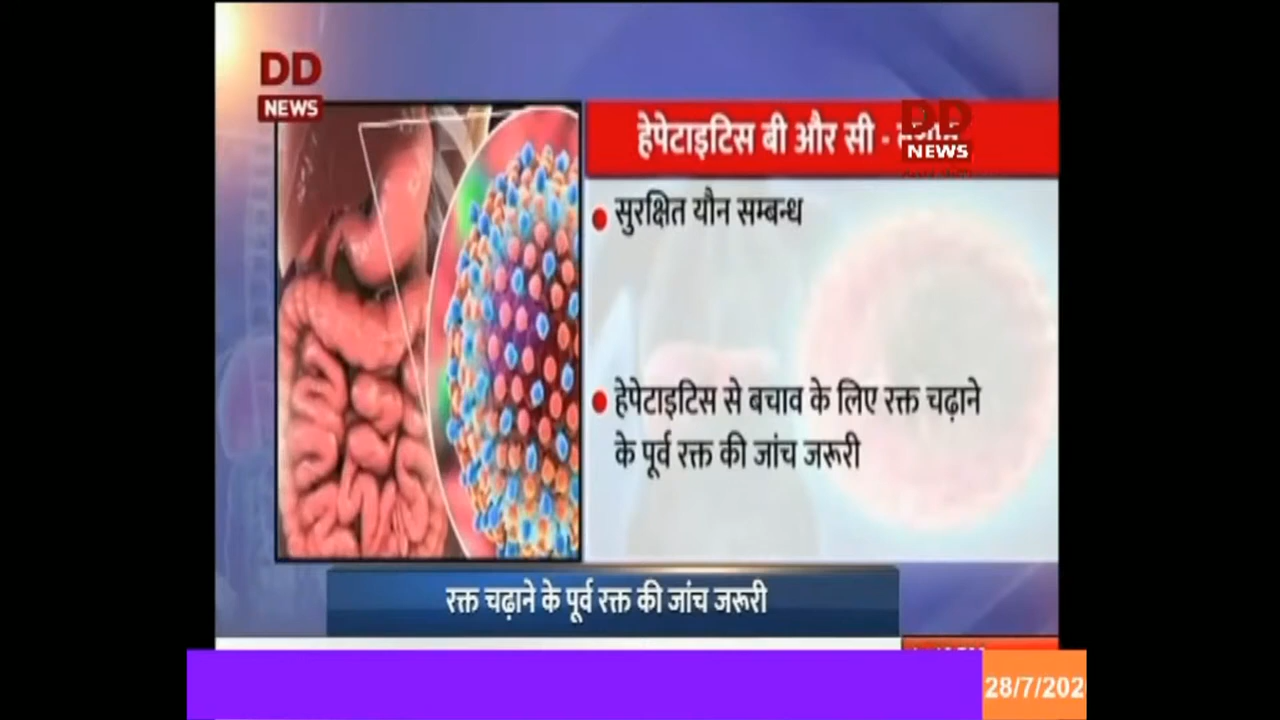 DD
NEWS
हेपेटाइटिस बी और सी -
DD
NEWS
सुरक्षित यौन सम्बन्ध
हेपेटाइटिस से बचाव के लिए रक्त चढ़ाने
के पूर्व रक्त की जांच जरूरी
रक्त चढ़ाने के पूर्व रक्त की जांच जरूरी
28/7/202